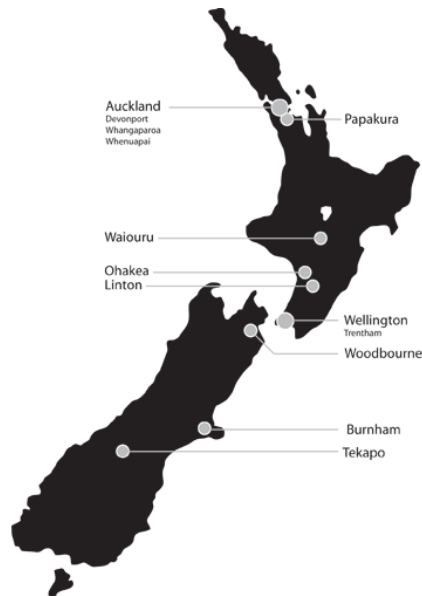 Auckland
Devonport
Whangaparoa
Whenuapai
Papakura
Waiouru
Ohakea
Linton
Wellington
Trentham
Woodbourne
Burnham
Tekapo